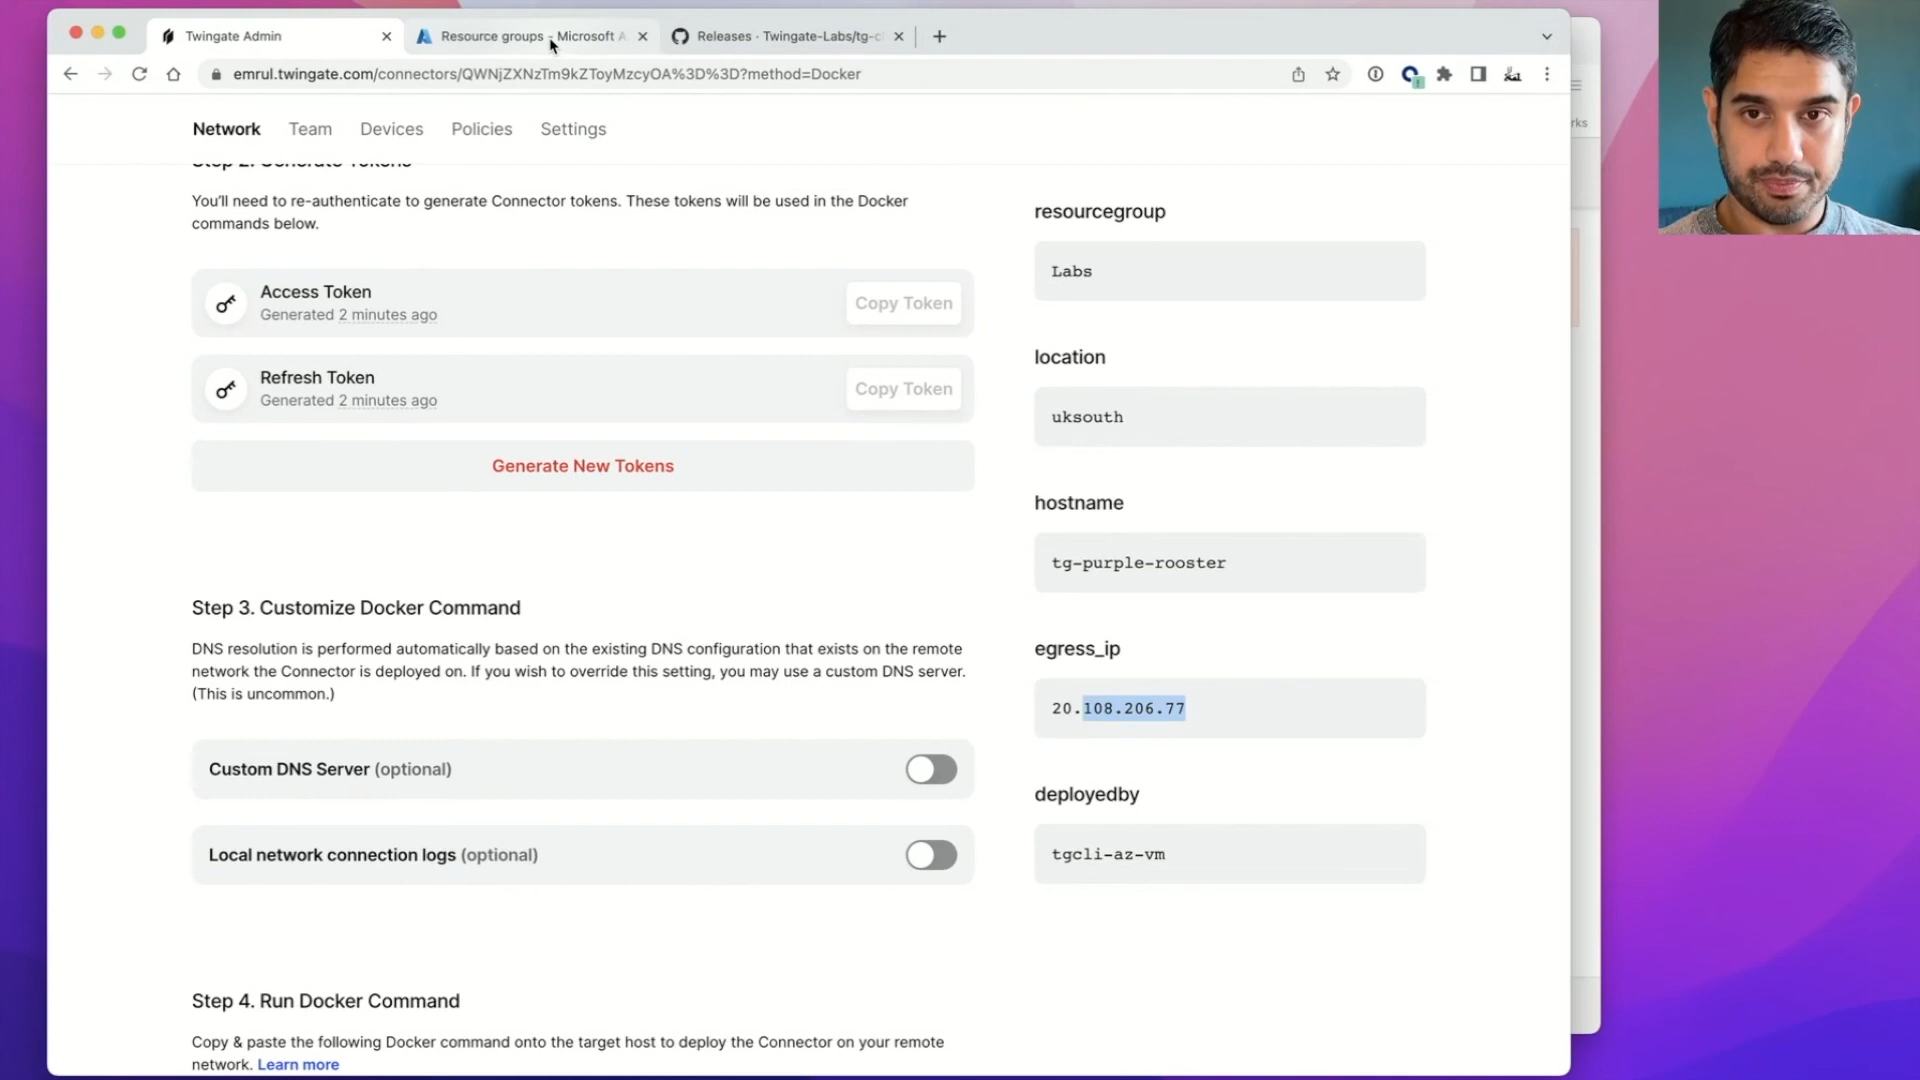 Twingate Admin
Resource groups - Microsoft A
Releases · Twingate-Labs/tg-cl
emrul.twingate.com/connectors/QWNjZXNzTm9kZToyMzcyOA%3D%3D?method=Docker
Network
Team
Devices
Policies
Settings
Step 2. Generate Tokens
You'll need to re-authenticate to generate Connector tokens. These tokens will be used in the Docker
commands below.
Access Token
Generated 2 minutes ago
Copy Token
Refresh Token
Generated 2 minutes ago
Copy Token
Generate New Tokens
Step 3. Customize Docker Command
DNS resolution is performed automatically based on the existing DNS configuration that exists on the remote
network the Connector is deployed on. If you wish to override this setting, you may use a custom DNS server.
(This is uncommon.)
Custom DNS Server (optional)
Local network connection logs (optional)
Step 4. Run Docker Command
Copy & paste the following Docker command onto the target host to deploy the Connector on your remote
network. Learn more
resourcegroup
Labs
location
uksouth
hostname
tg-purple-rooster
egress_ip
20.108.206.77
deployedby
tgcli-az-vm
rks